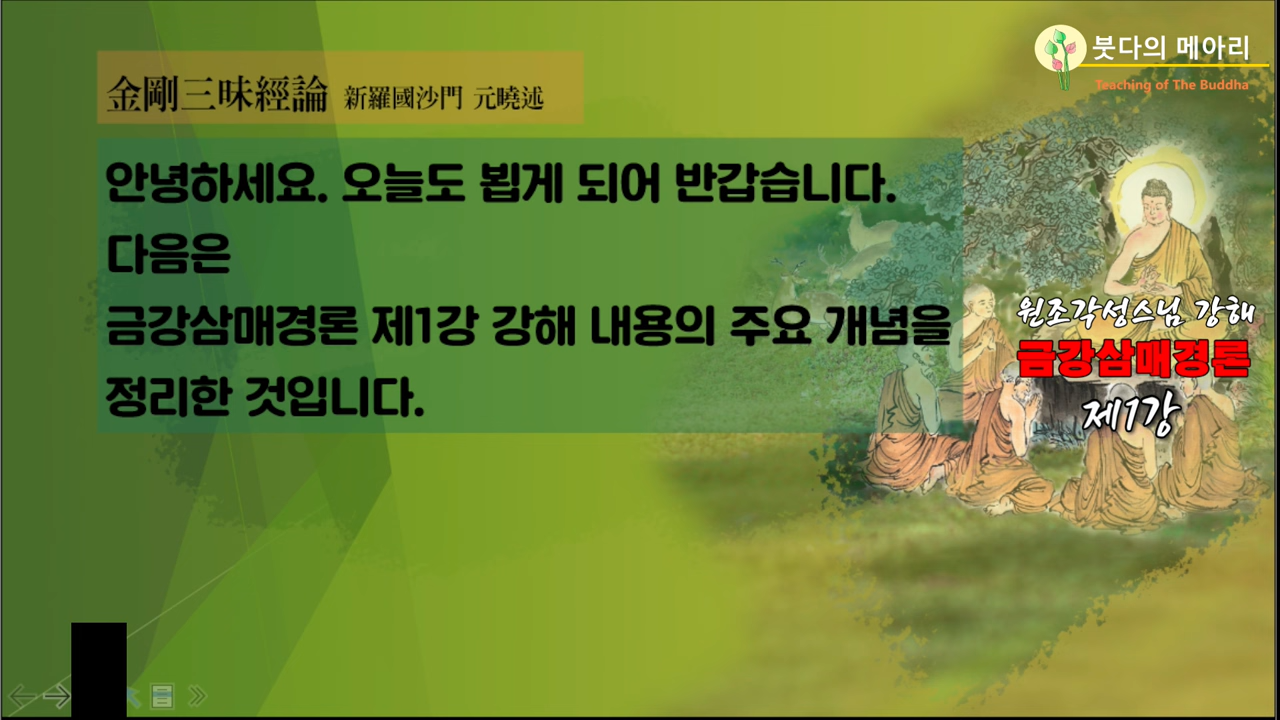 붓다의 메아리
Teaching of The Buddha
金剛三昧經論 新羅國沙門 元曉述
안녕하세요. 오늘도 뵙게 되어 반갑습니다.
다음은
금강삼매경론 제1강 강해 내용의 주요 개념을
정리한 것입니다.
원조각성스님 강해
금강삼매경론
제1강